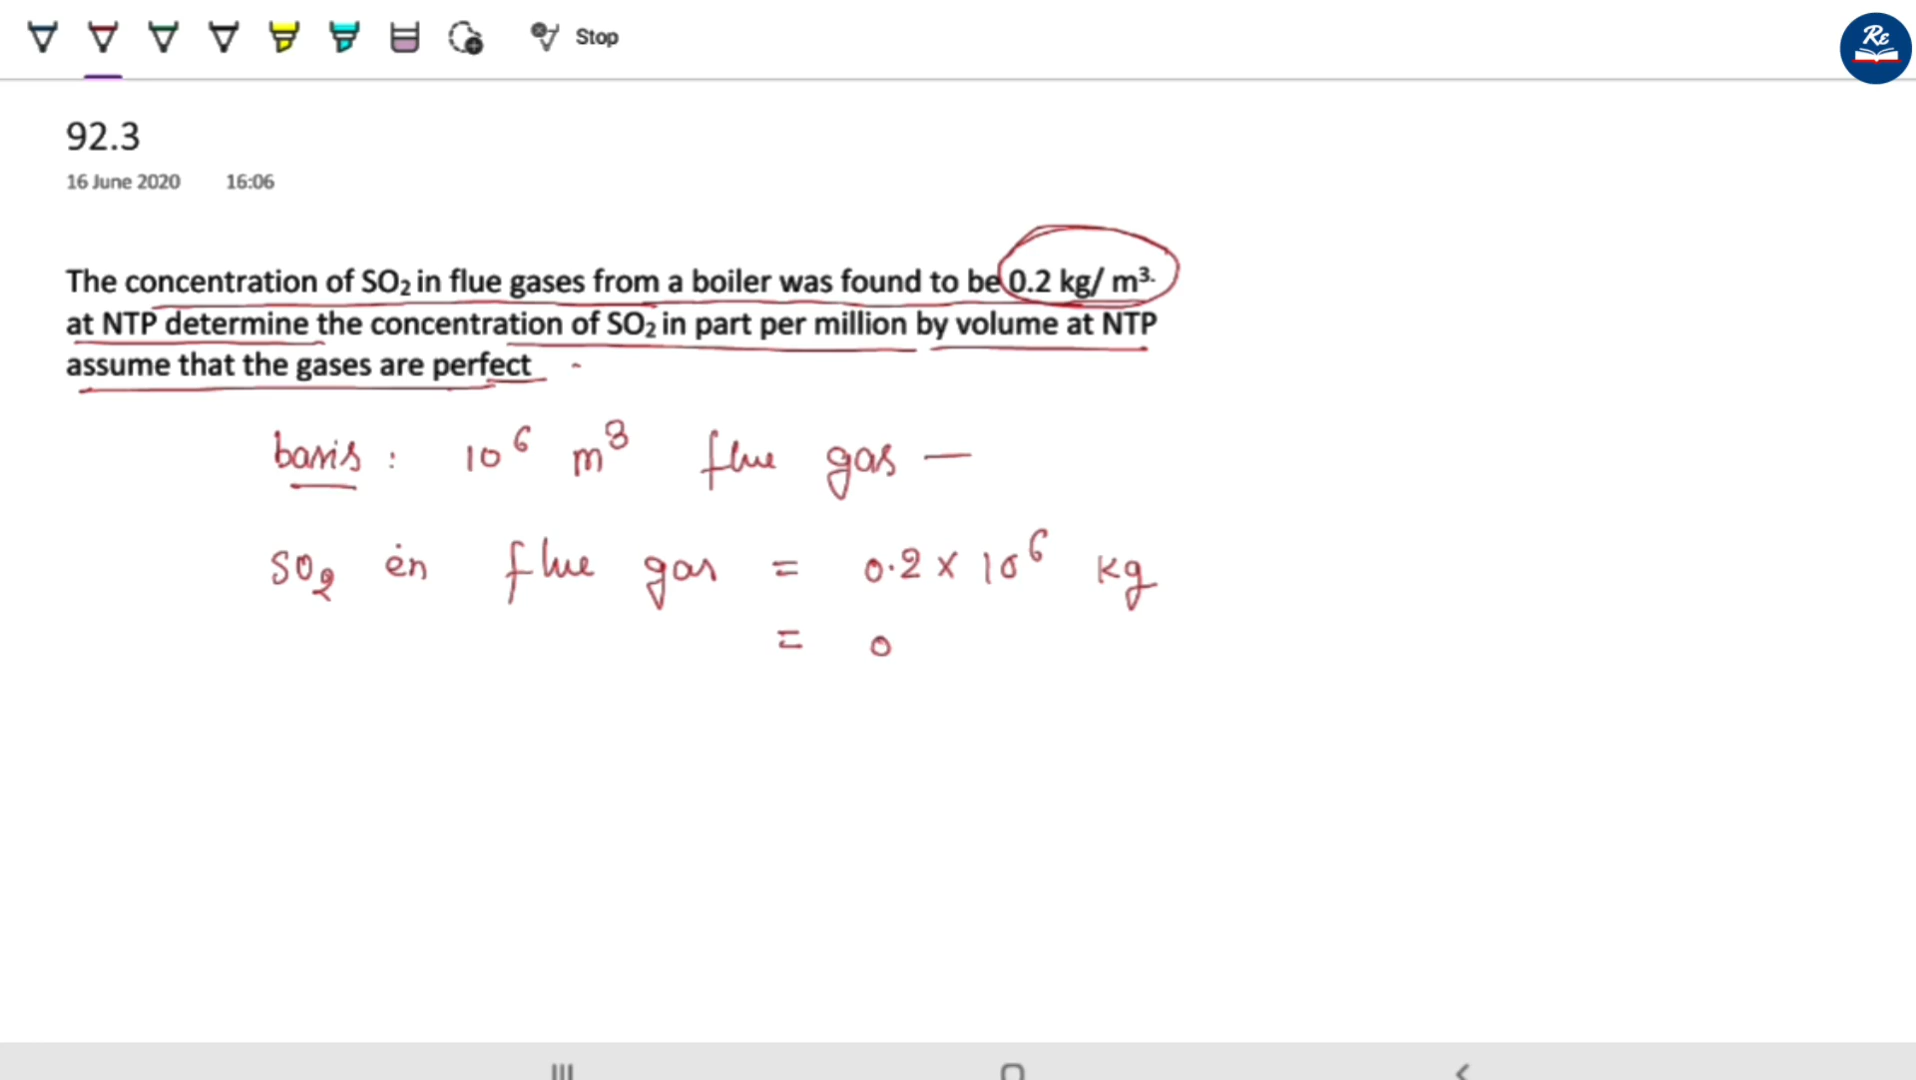 Stop
Rε
92.3
16 June 2020 16:06
The concentration of SO₂ in flue gases from a boiler was found to be 0.2 kg/ m³.
at NTP determine the concentration of SO₂ in part per million by volume at NTP
assume that the gases are perfect
basis : 10⁶ m³ flue gas —
SO₂ in flue gas = 0.2 × 10⁶ kg
= 0